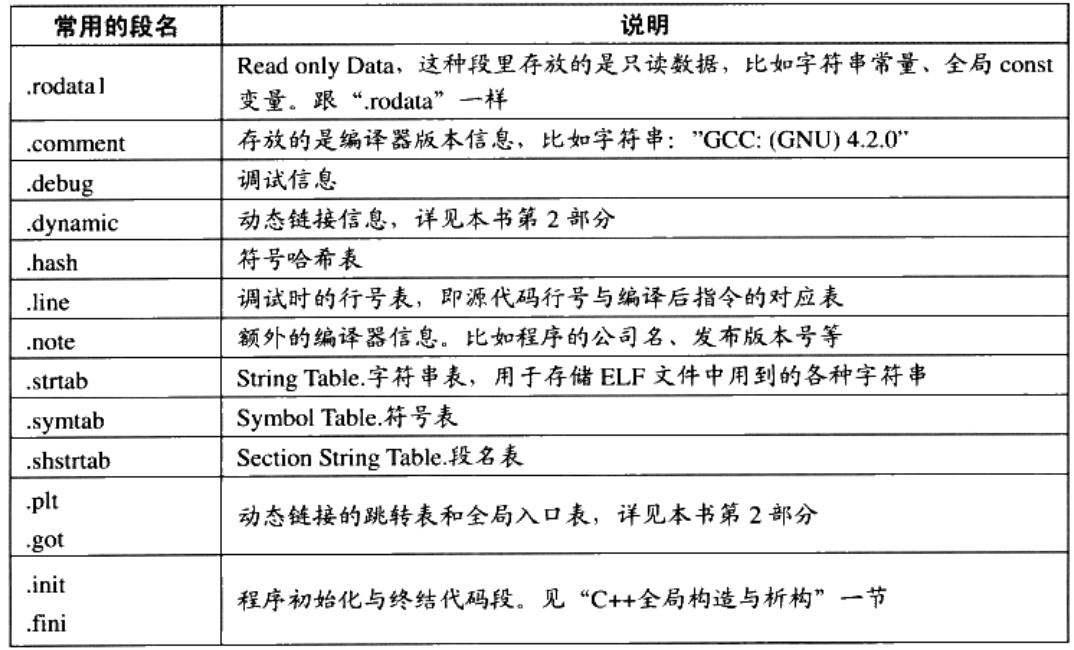 常用的段名 说明
.rodata1 Read only Data，这种段里存放的是只读数据，比如字符串常量、全局 const
变量。跟“.rodata”一样
.comment 存放的是编译器版本信息，比如字符串：”GCC: (GNU) 4.2.0”
.debug 调试信息
.dynamic 动态链接信息，详见本书第 2 部分
.hash 符号哈希表
.line 调试时的行号表，即源代码行号与编译后指令的对应表
.note 额外的编译器信息。比如程序的公司名、发布版本号等
.strtab String Table.字符串表，用于存储 ELF 文件中用到的各种字符串
.symtab Symbol Table.符号表
.shstrtab Section String Table.段名表
.plt
.got
动态链接的跳转表和全局入口表，详见本书第 2 部分
.init
.fini
程序初始化与终结代码段。见“C++全局构造与析构”一节